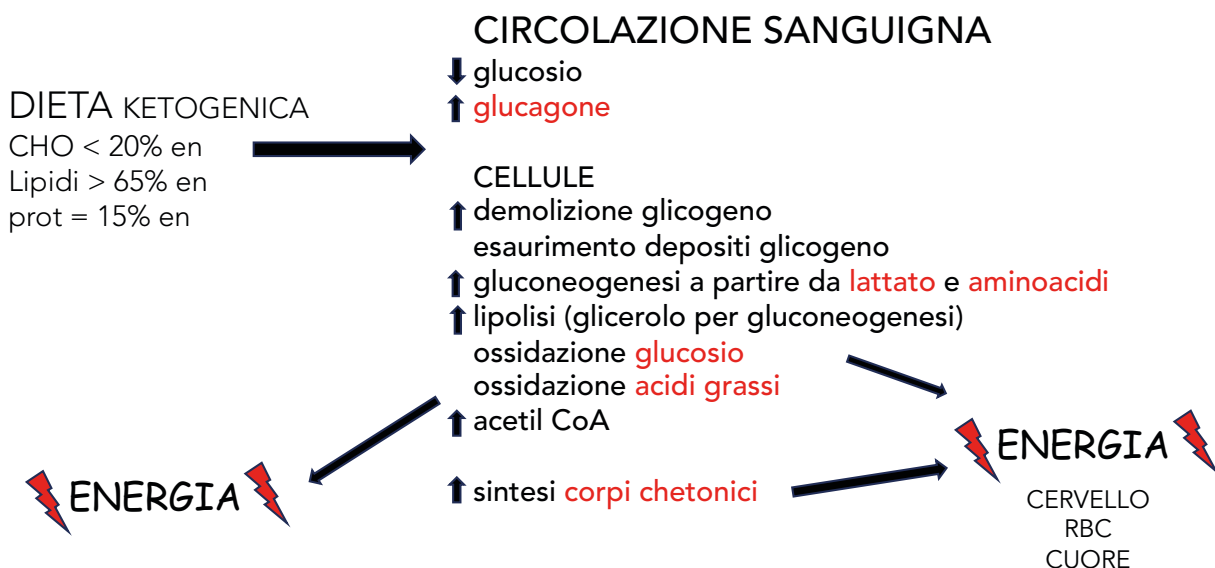 DIETA KETOGENICA
CHO < 20% en
Lipidi > 65% en
prot = 15% en
CIRCOLAZIONE SANGUIGNA
glucosio
glucagone
CELLULE
demolizione glicogeno
esaurimento depositi glicogeno
gluconeogenesi a partire da lattato e aminoacidi
lipolisi (glicerolo per gluconeogenesi)
ossidazione glucosio
ossidazione acidi grassi
acetil CoA
sintesi corpi chetonici
ENERGIA
ENERGIA
CERVELLO
RBC
CUORE